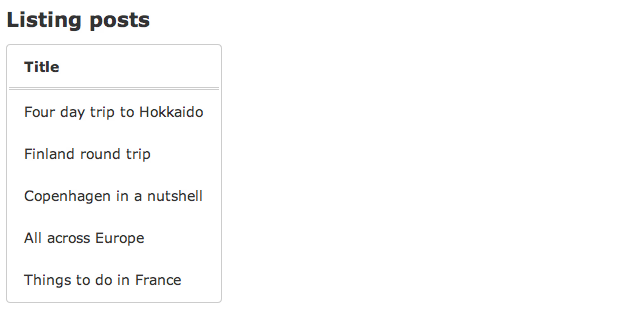 Listing posts
Title
Four day trip to Hokkaido
Finland round trip
Copenhagen in a nutshell
All across Europe
Things to do in France